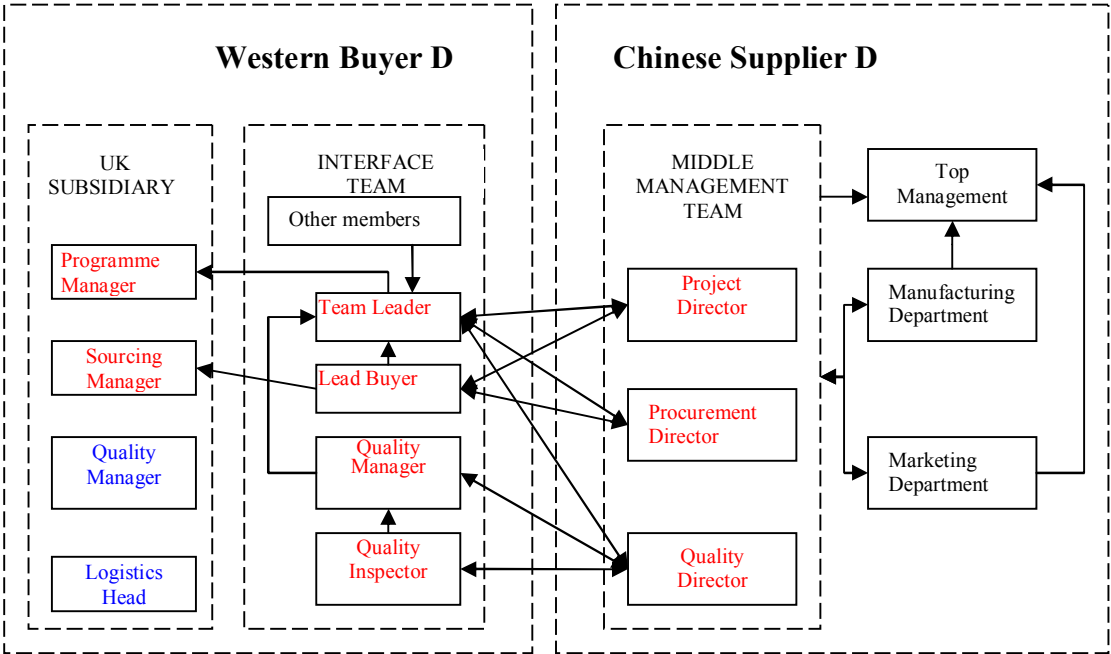 Western Buyer D
Chinese Supplier D
UK
SUBSIDIARY
Programme
Manager
Sourcing
Manager
Quality
Manager
Logistics
Head
INTERFACE
TEAM
Other members
Team Leader
Lead Buyer
Quality
Manager
Quality
Inspector
MIDDLE
MANAGEMENT
TEAM
Project
Director
Procurement
Director
Quality
Director
Top
Management
Manufacturing
Department
Marketing
Department